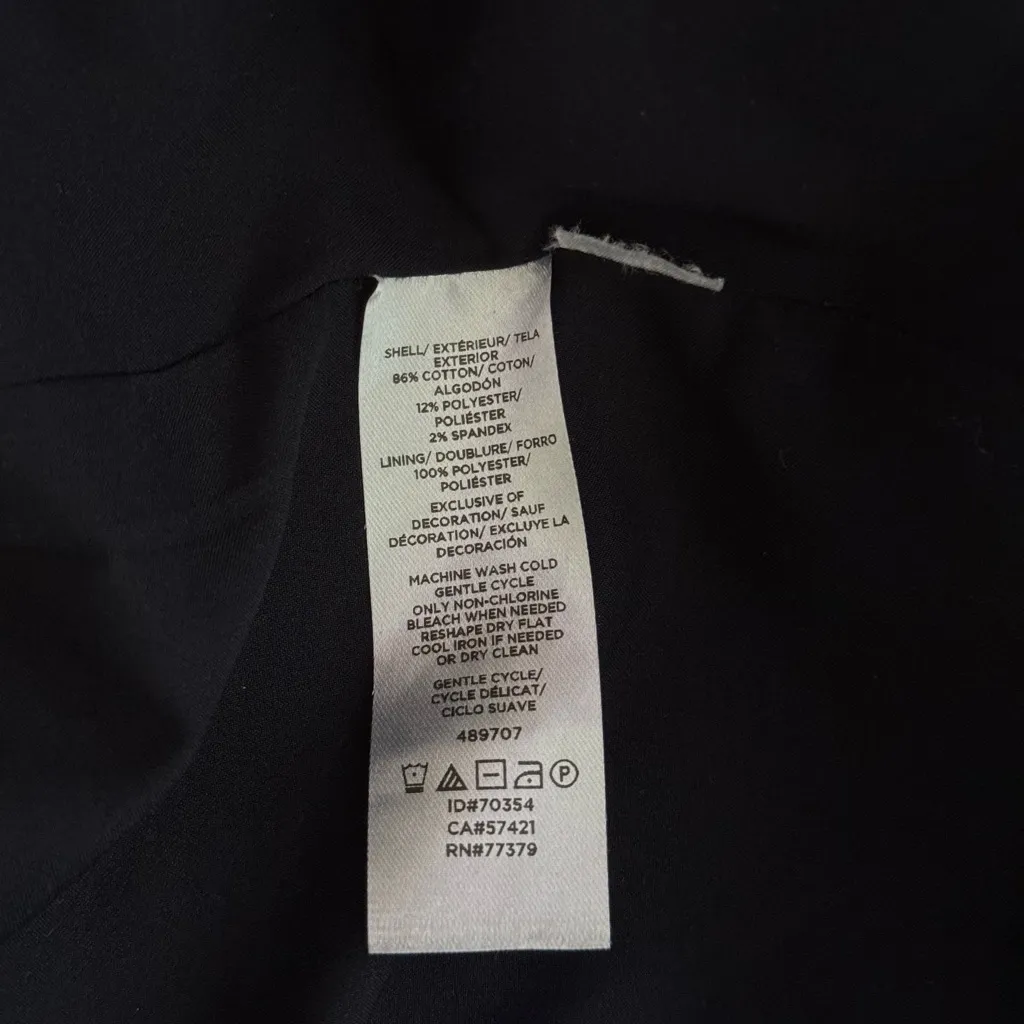 SHELL/ EXTÉRIEUR/ TELA
EXTERIOR
86% COTTON/ COTON/
ALGODÓN
12% POLYESTER/
POLIÉSTER
2% SPANDEX
LINING/ DOUBLURE/ FORRO
100% POLYESTER/
POLIÉSTER
EXCLUSIVE OF
DECORATION/ SAUF
DÉCORATION/ EXCLUYE LA
DECORACIÓN
MACHINE WASH COLD
GENTLE CYCLE
ONLY NON-CHLORINE
BLEACH WHEN NEEDED
RESHAPE DRY FLAT
COOL IRON IF NEEDED
OR DRY CLEAN
GENTLE CYCLE/
CYCLE DÉLICAT/
CICLO SUAVE
489707
P
ID#70354
CA#57421
RN#77379